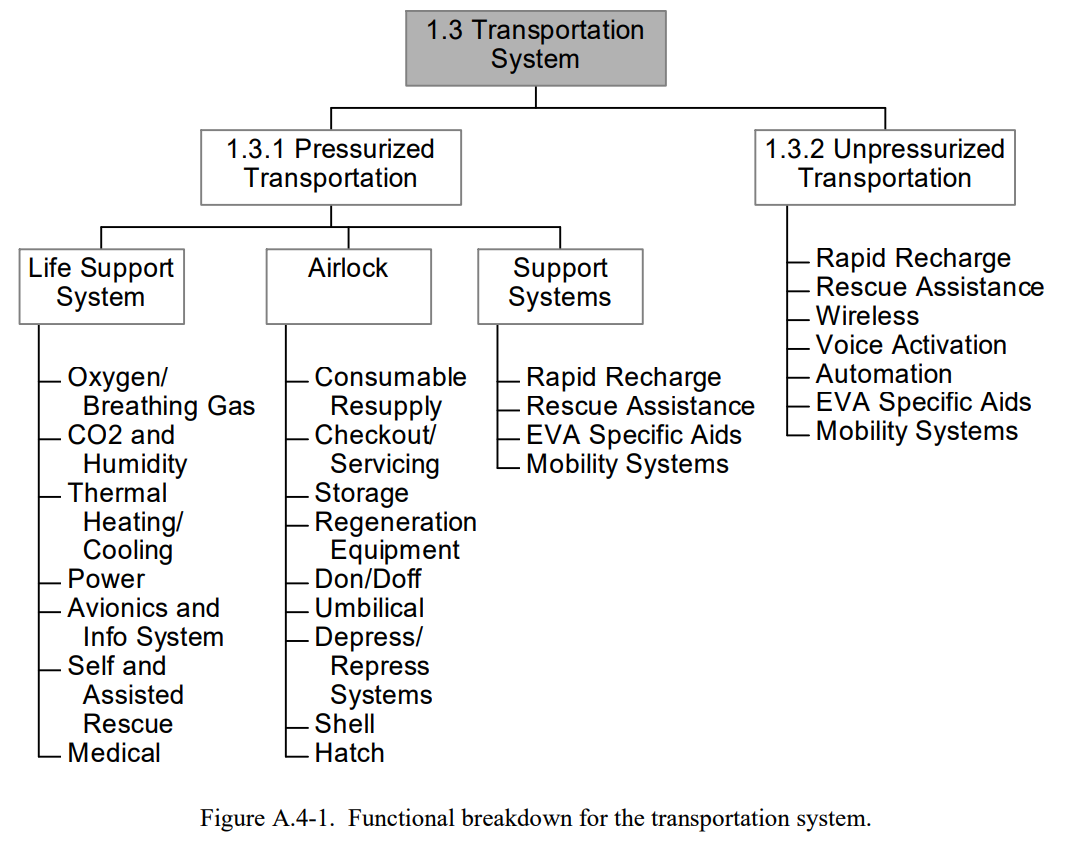 1.3 Transportation
System
1.3.1 Pressurized
Transportation
1.3.2 Unpressurized
Transportation
Life Support
System
Airlock
Support
Systems
Oxygen/
Breathing Gas
CO2 and
Humidity
Thermal
Heating/
Cooling
Power
Avionics and
Info System
Self and
Assisted
Rescue
Medical
Consumable
Resupply
Checkout/
Servicing
Storage
Regeneration
Equipment
Don/Doff
Umbilical
Depress/
Repress
Systems
Shell
Hatch
Rapid Recharge
Rescue Assistance
EVA Specific Aids
Mobility Systems
Rapid Recharge
Rescue Assistance
Wireless
Voice Activation
Automation
EVA Specific Aids
Mobility Systems
Figure A.4-1.  Functional breakdown for the transportation system.